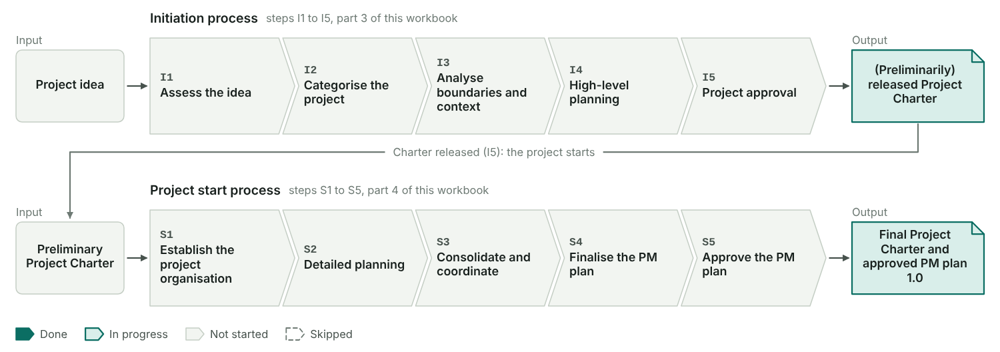 Initiation process steps I1 to I5, part 3 of this workbook
Input
Project idea
I1
Assess the idea
I2
Categorise the
project
I3
Analyse
boundaries and
context
I4
High-level
planning
I5
Project approval
Output
(Preliminarily)
released Project
Charter
Charter released (I5): the project starts
Project start process steps S1 to S5, part 4 of this workbook
Input
Preliminary
Project Charter
S1
Establish the
project
organisation
S2
Detailed planning
S3
Consolidate and
coordinate
S4
Finalise the PM
plan
S5
Approve the PM
plan
Output
Final Project
Charter and
approved PM plan
1.0
Done
In progress
Not started
Skipped